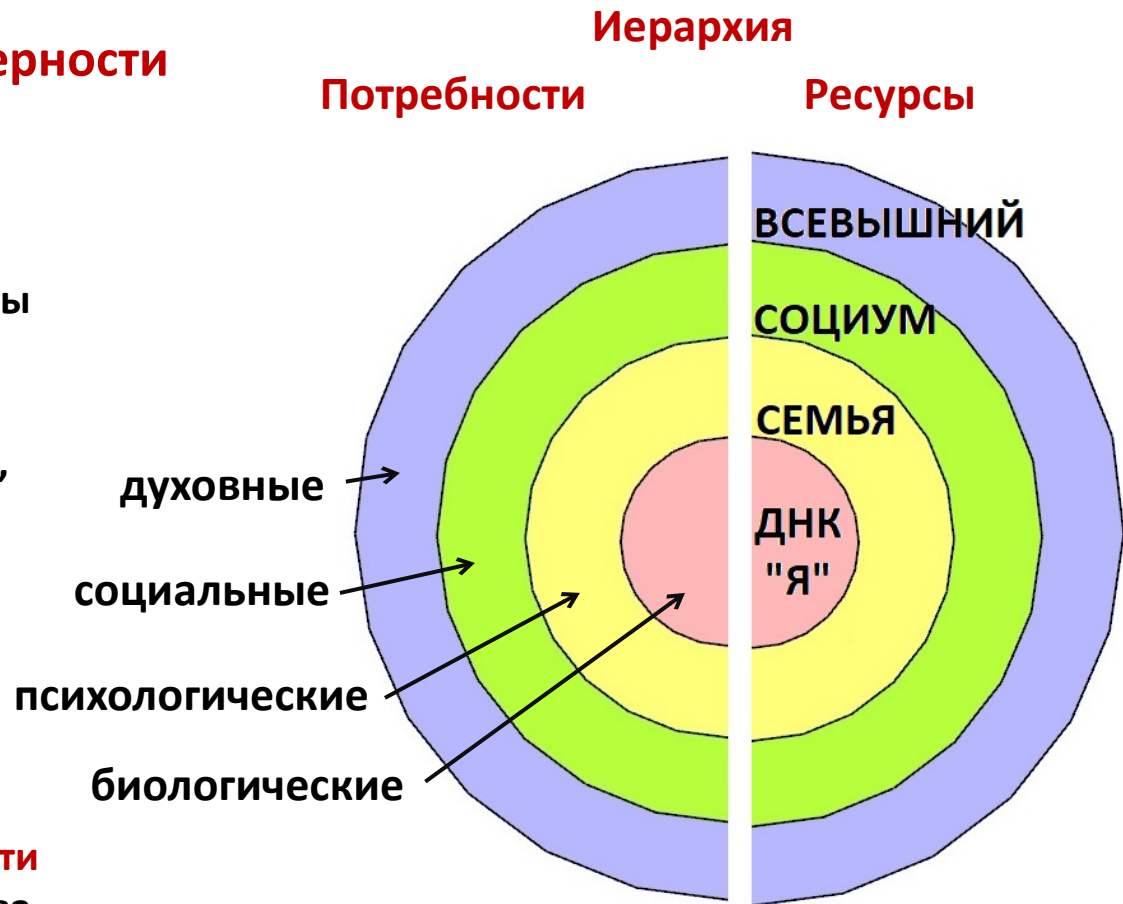 Иерархия
ерности
Потребности
Ресурсы
ВСЕВЫШНИЙ
ы
СОЦИУМ
СЕМЬЯ
,
духовные
ДНК
"Я"
социальные
психологические
биологические
ти